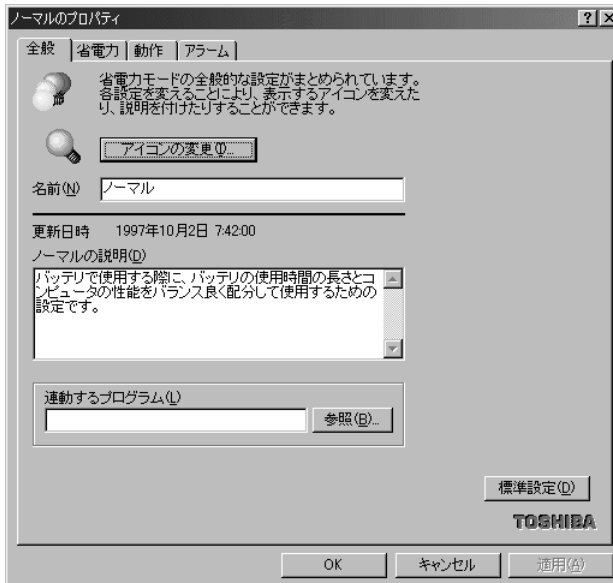 ノーマルのプロパティ
全般 省電力 動作 アラーム
省電力モードの全般的な設定がまとめられています。
各設定を変えることにより、表示するアイコンを変えた
り、説明を付けたりすることができます。
アイコンの変更(I)...
名前(N) ノーマル
更新日時 1997年10月2日 7:42:00
ノーマルの説明(D)
バッテリで使用する際に、バッテリの使用時間の長さとコ
ンピュータの性能をバランス良く配分して使用するための
設定です。
連動するプログラム(L)
参照(B)...
標準設定(D)
TOSHIBA
OK キャンセル 適用(A)